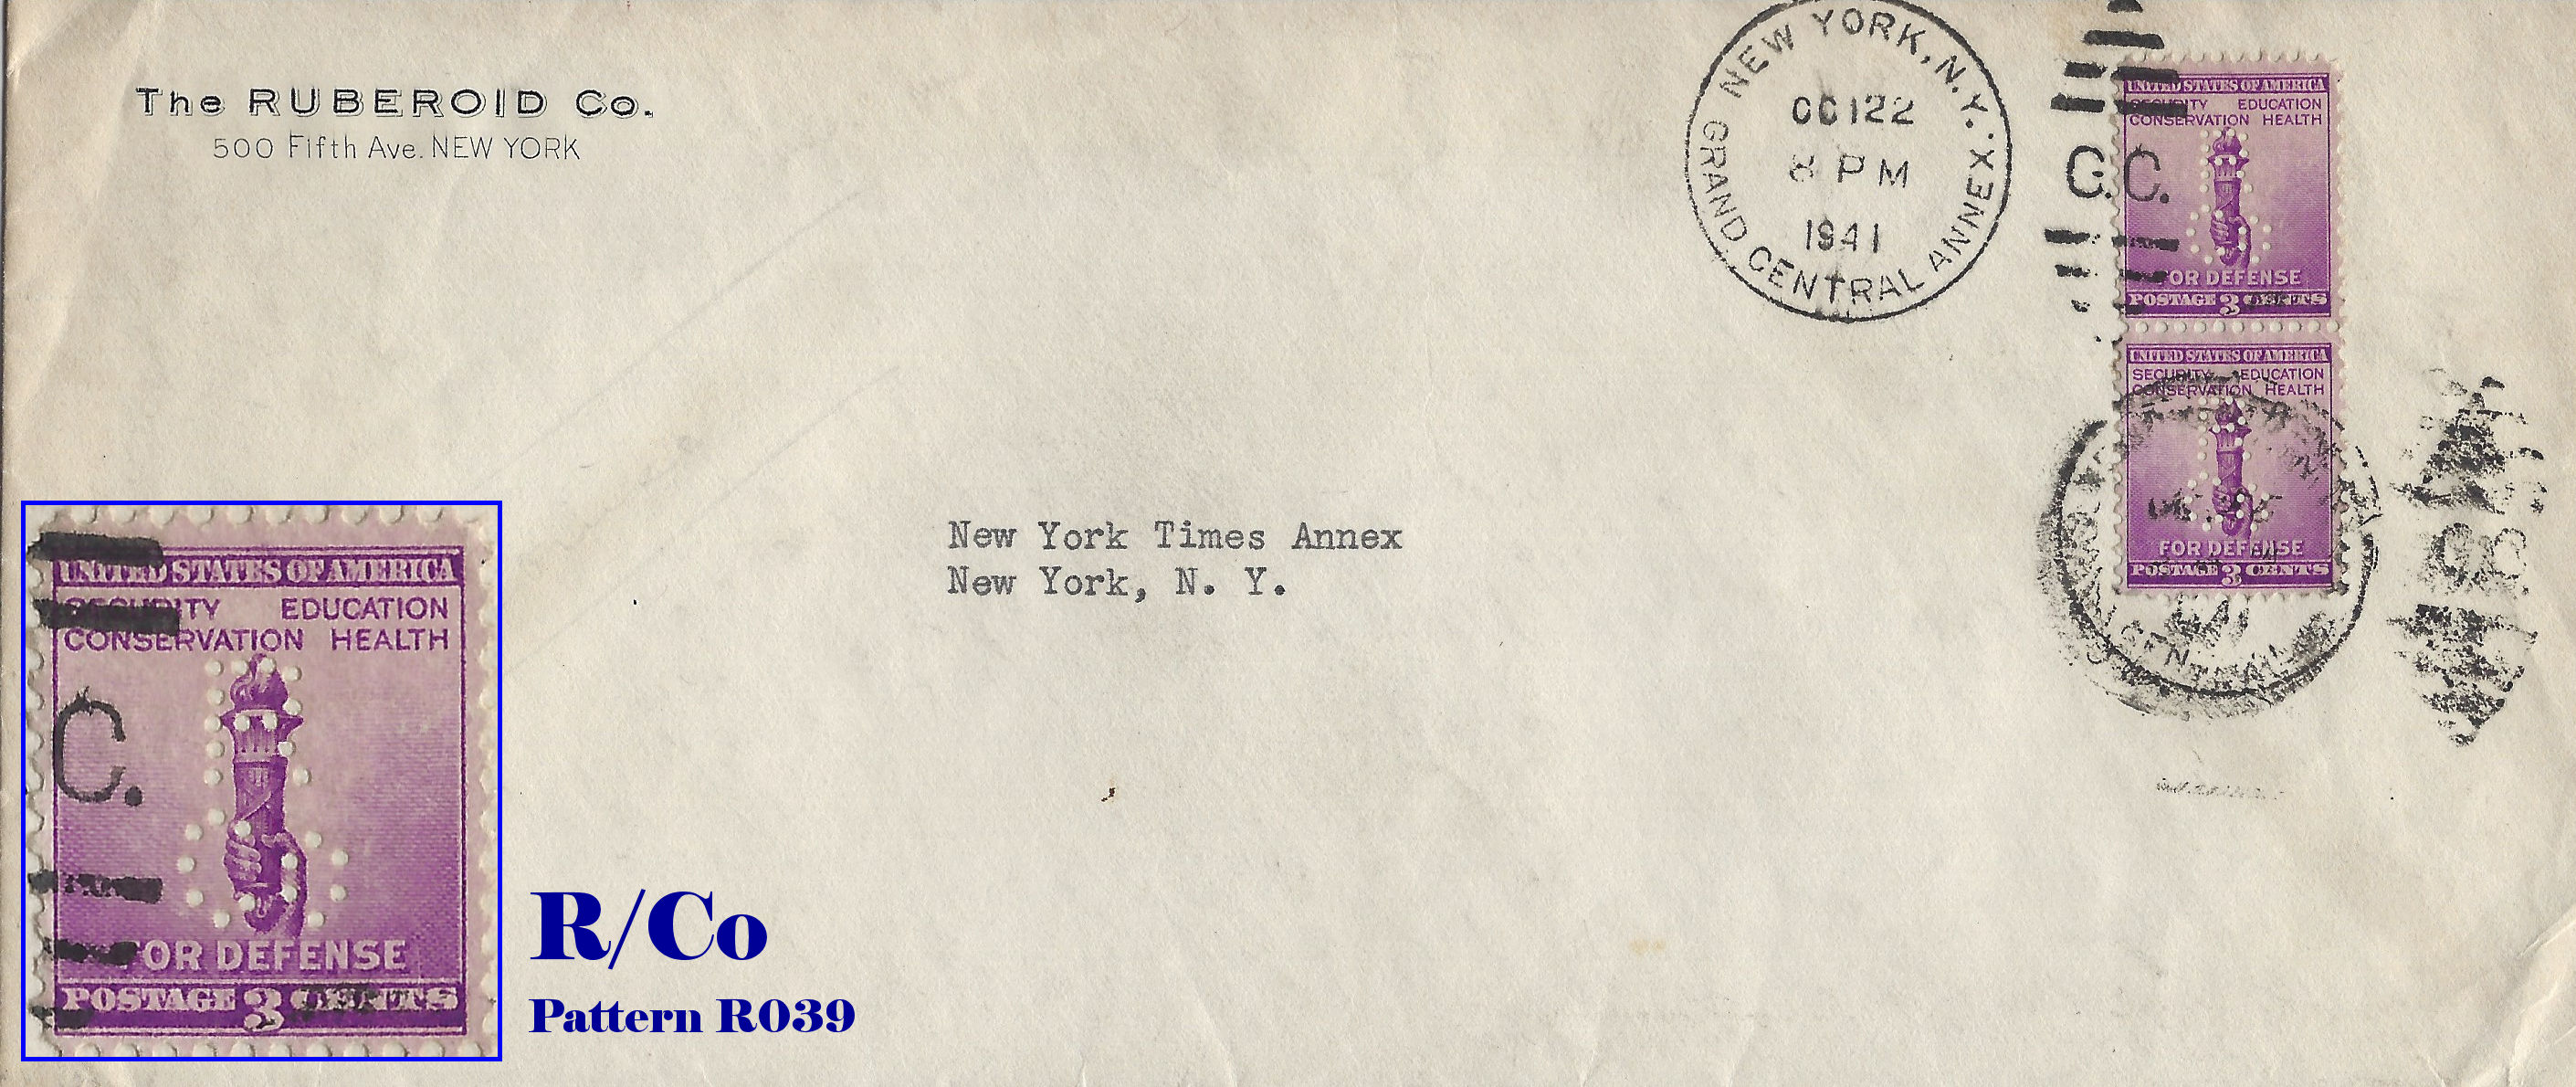 The RUBEROID Co.
500 Fifth Ave. NEW YORK
NEW YORK, N.Y.
OCT 22
8 PM
1941
GRAND CENTRAL ANNEX
G.C.
UNITED STATES OF AMERICA
SECURITY EDUCATION
CONSERVATION HEALTH
FOR DEFENSE
POSTAGE 3 CENTS
UNITED STATES OF AMERICA
SECURITY EDUCATION
CONSERVATION HEALTH
FOR DEFENSE
POSTAGE 3 CENTS
CENTRAL
New York Times Annex
New York, N. Y.
UNITED STATES OF AMERICA
SECURITY EDUCATION
CONSERVATION HEALTH
C.
FOR DEFENSE
POSTAGE 3 CENTS
R/Co
Pattern R039